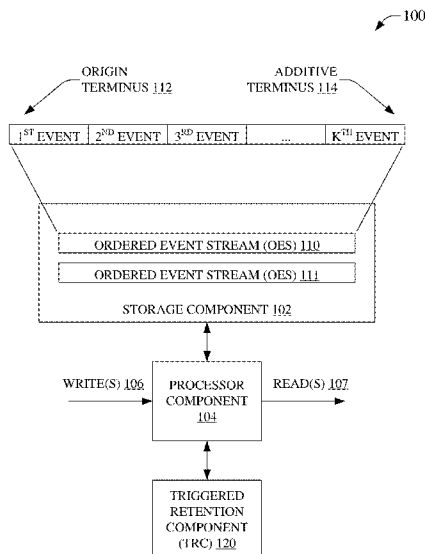 100
ORIGIN
TERMINUS 112
ADDITIVE
TERMINUS 114
1ST EVENT 2ND EVENT 3RD EVENT ... KTH EVENT
ORDERED EVENT STREAM (OES) 110
ORDERED EVENT STREAM (OES) 111
STORAGE COMPONENT 102
WRITE(S) 106
PROCESSOR
COMPONENT
104
READ(S) 107
TRIGGERED
RETENTION
COMPONENT
(TRC) 120